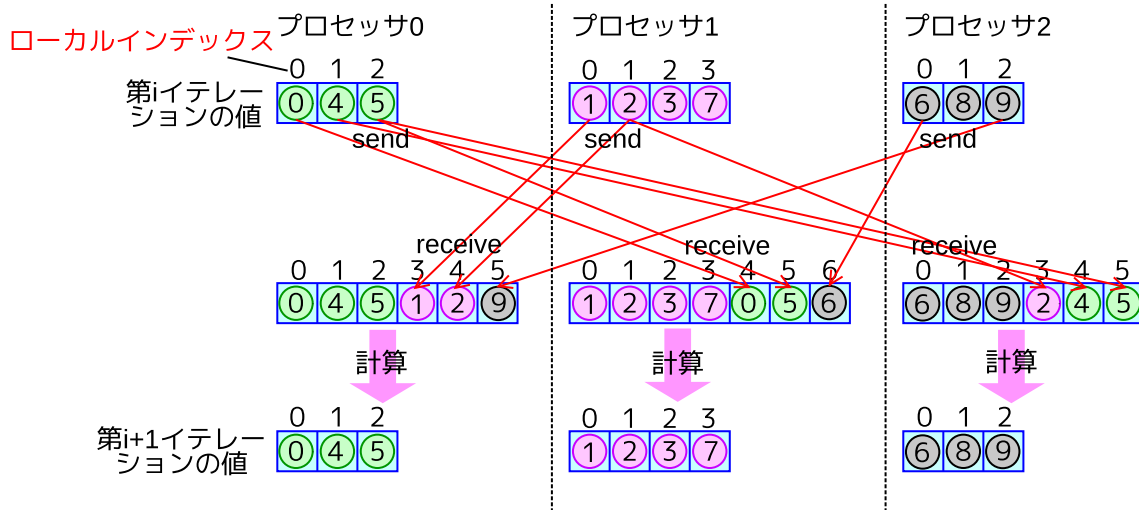 プロセッサ0 プロセッサ1 プロセッサ2
ローカルインデックス
0 1 2 0 1 2 3 0 1 2
第iイテレー
ションの値
0 4 5 1 2 3 7 6 8 9
send send send
receive receive receive
0 1 2 3 4 5 0 1 2 3 4 5 6 0 1 2 3 4 5
0 4 5 1 2 9 1 2 3 7 0 5 6 6 8 9 2 4 5
計算 計算 計算
0 1 2 0 1 2 3 0 1 2
第i+1イテレー
ションの値
0 4 5 1 2 3 7 6 8 9